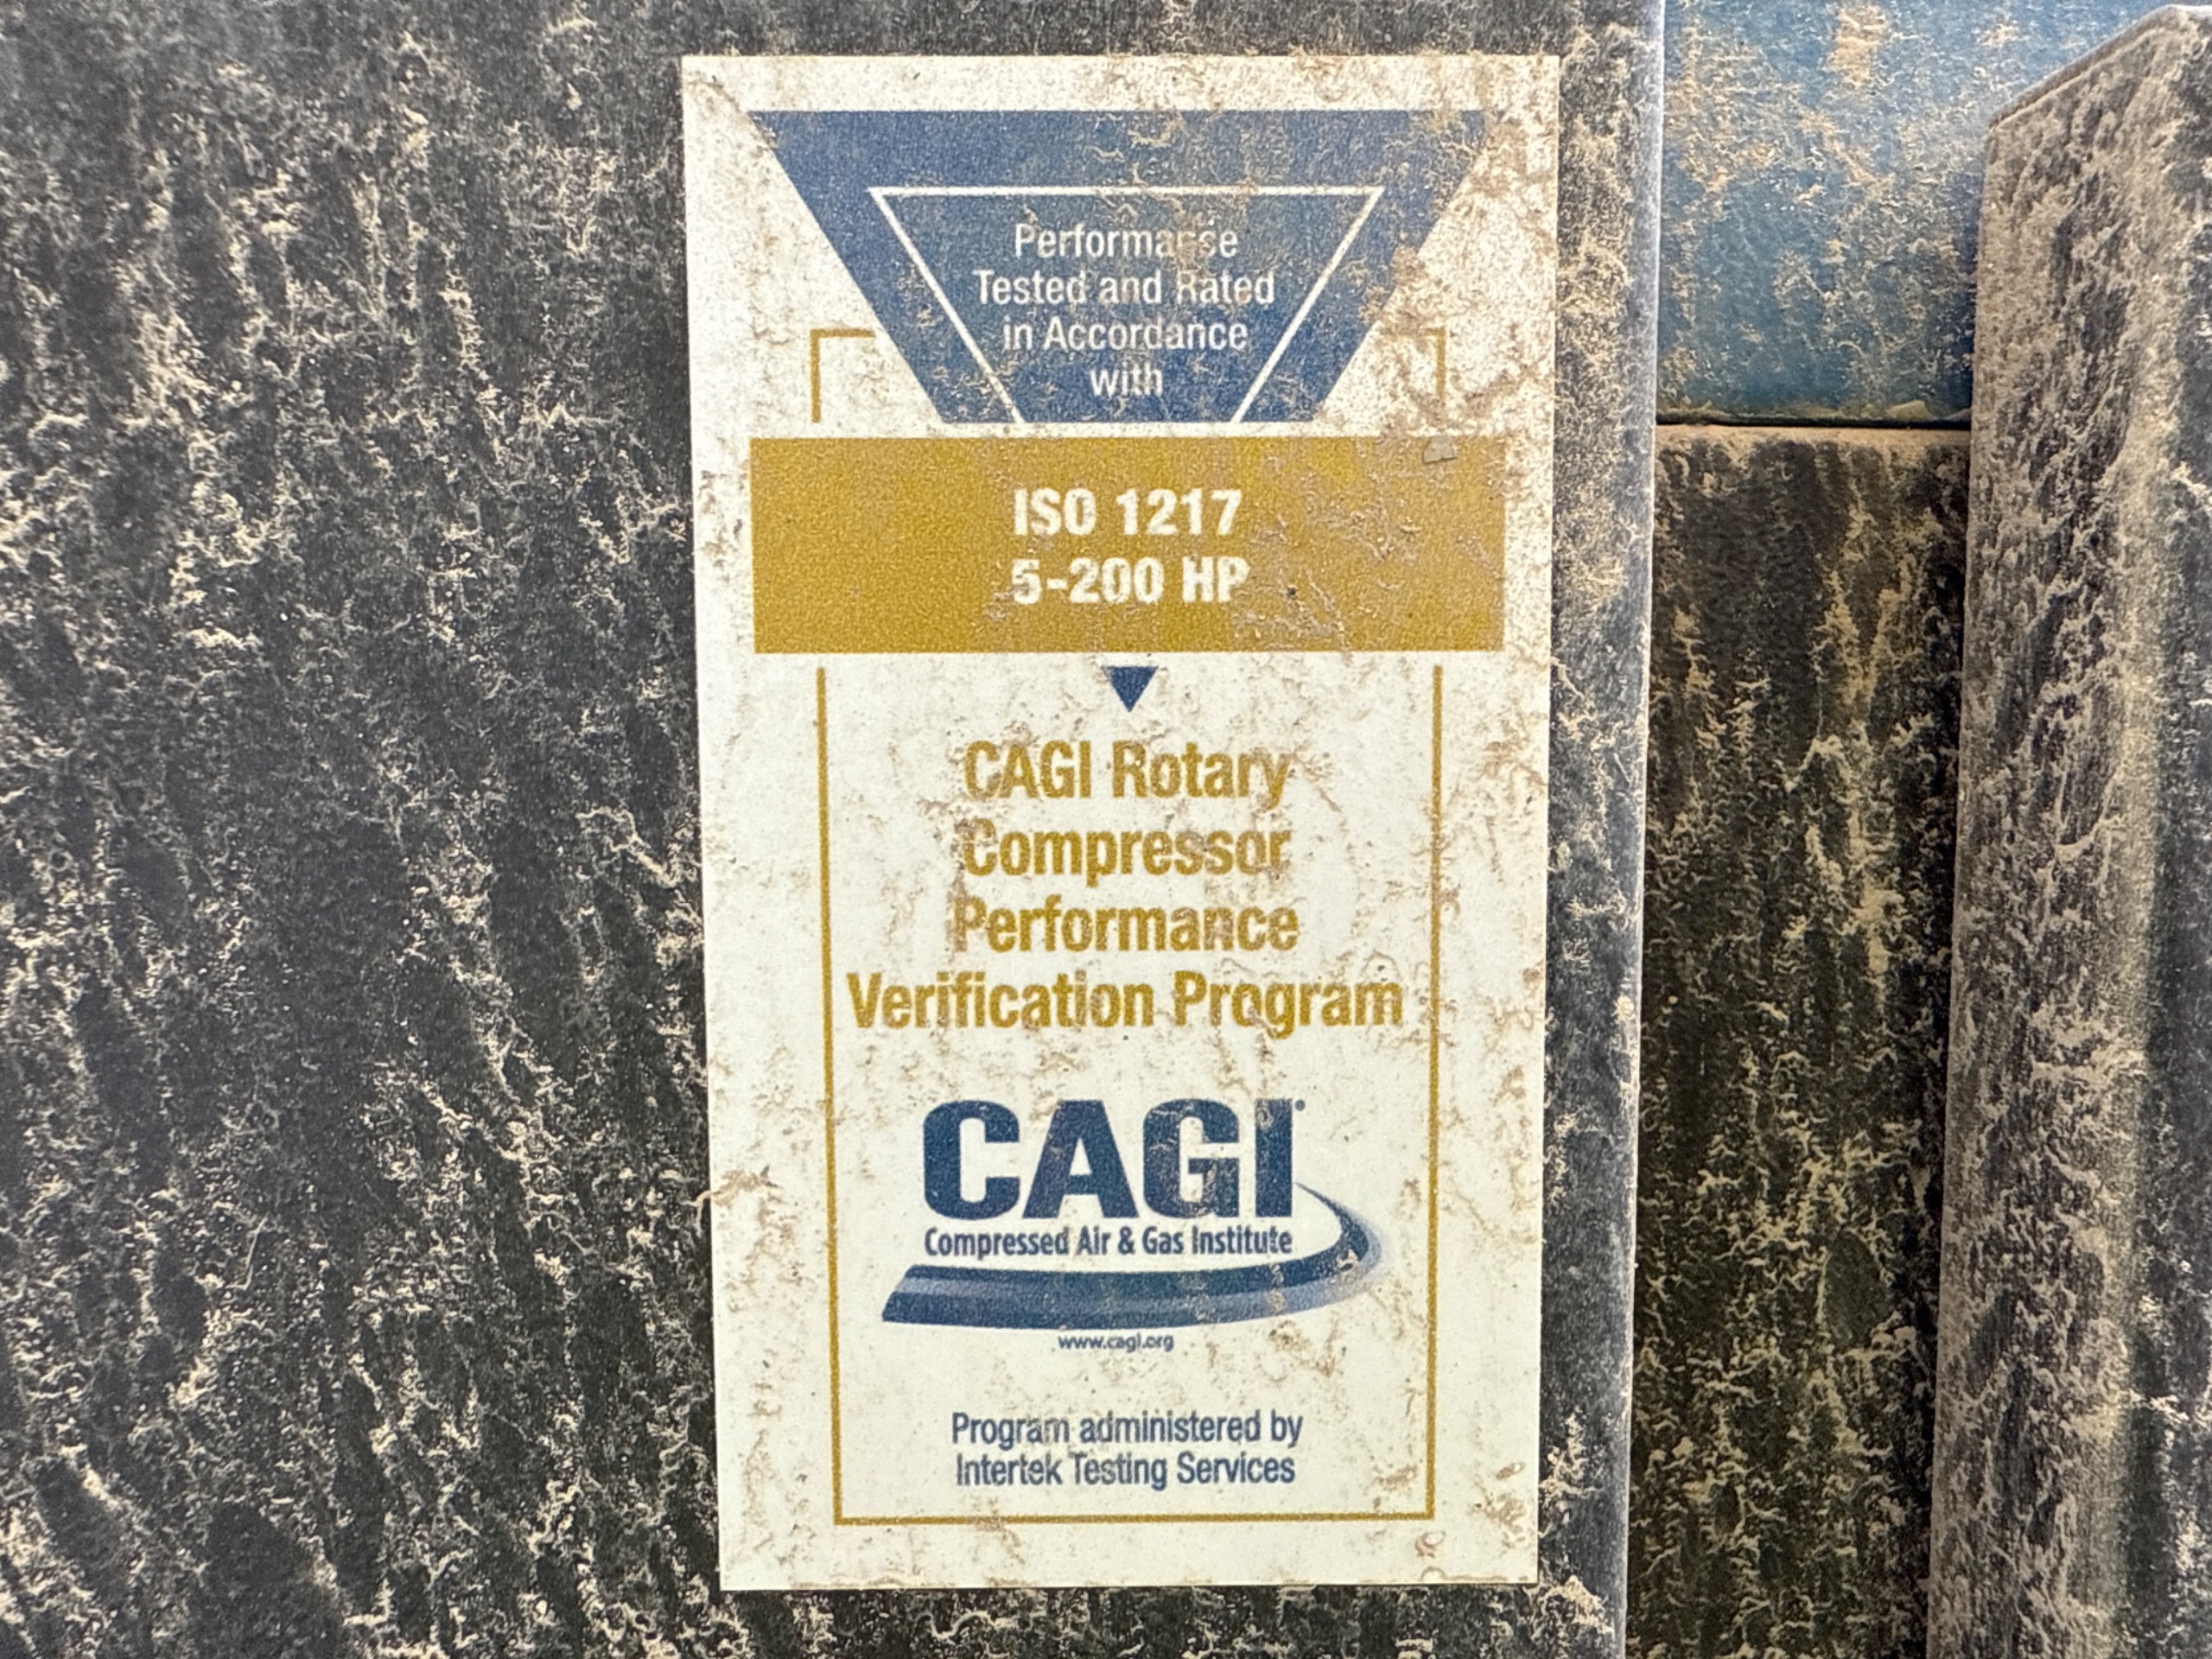 Performance
Tested and Rated
in Accordance
with
ISO 1217
5-200 HP
CAGI Rotary
Compressor
Performance
Verification Program
CAGI
Compressed Air & Gas Institute
www.cagi.org
Program administered by
Intertek Testing Services